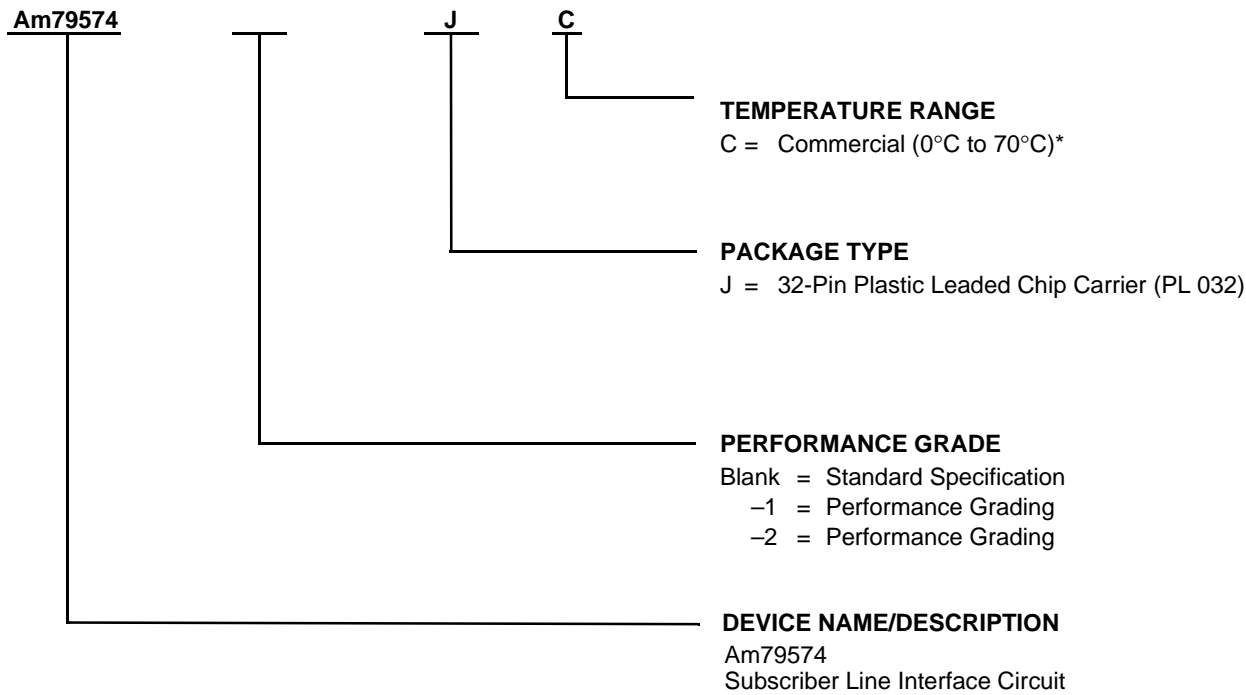 Am79574 J C
TEMPERATURE RANGE
C = Commercial (0°C to 70°C)*
PACKAGE TYPE
J = 32-Pin Plastic Leaded Chip Carrier (PL 032)
PERFORMANCE GRADE
Blank = Standard Specification
–1 = Performance Grading
–2 = Performance Grading
DEVICE NAME/DESCRIPTION
Am79574
Subscriber Line Interface Circuit